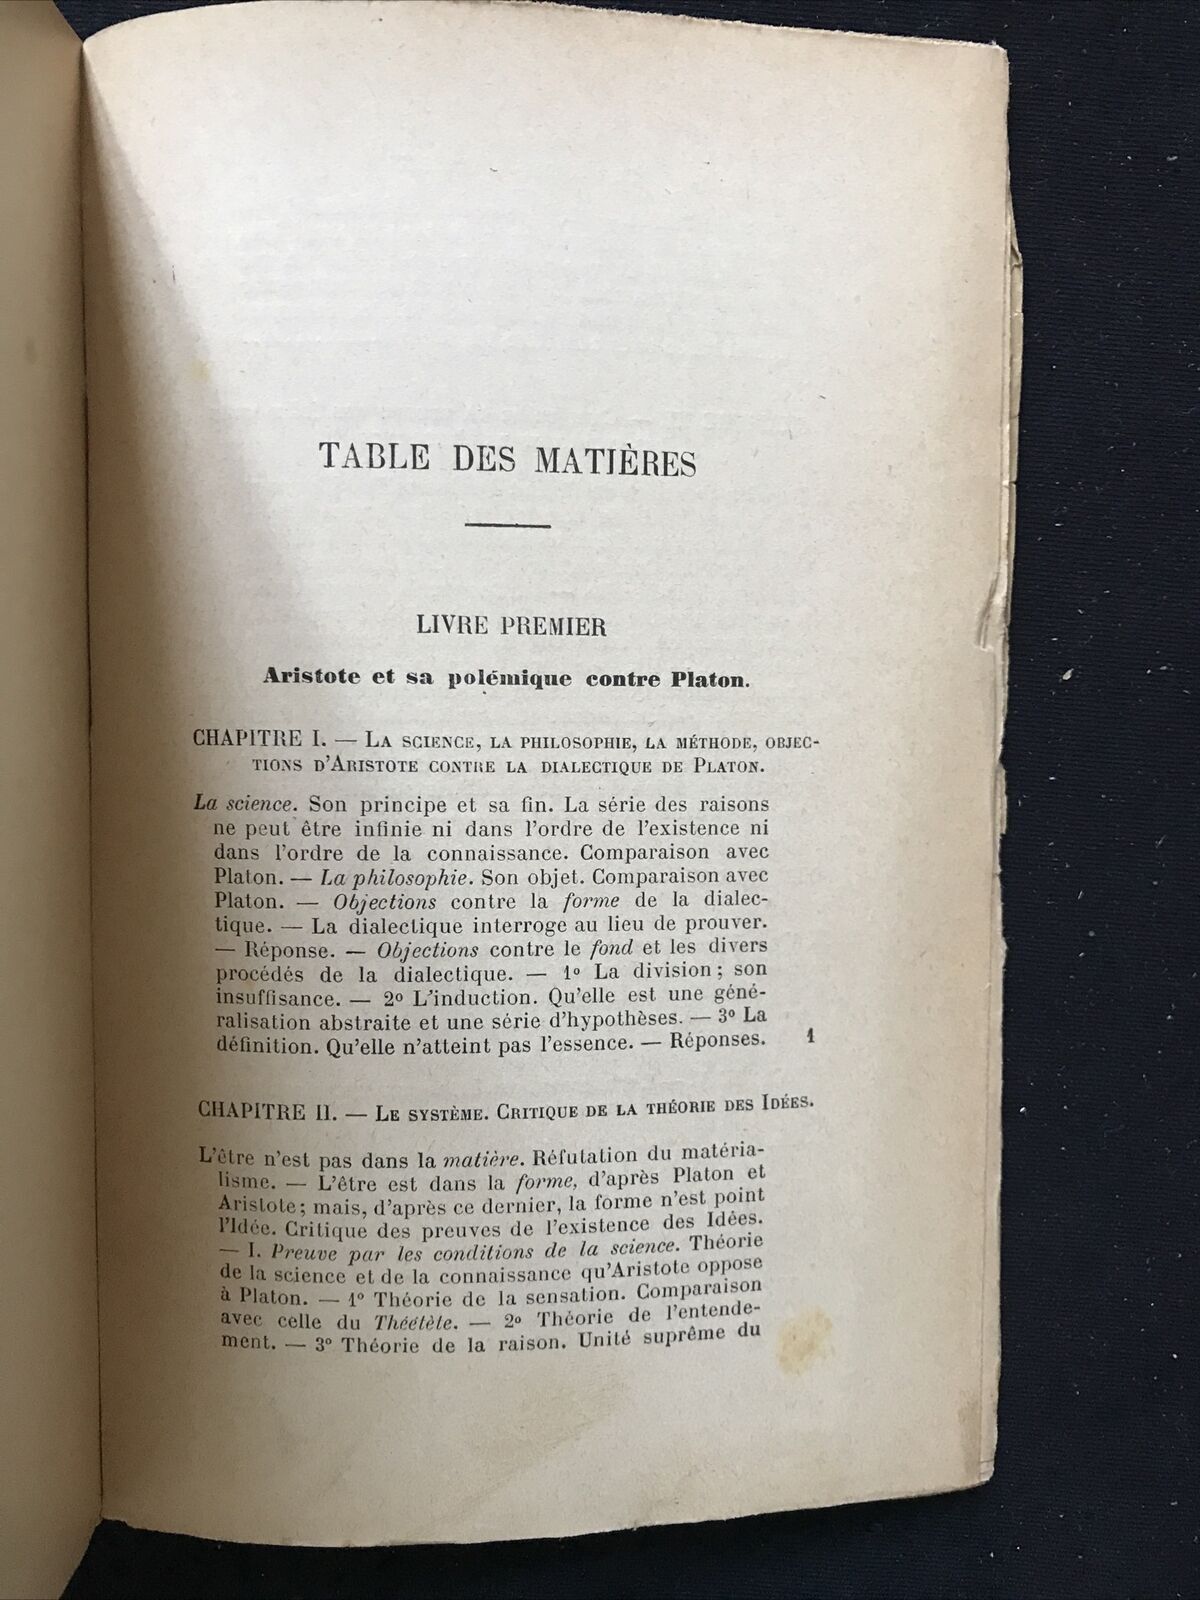 TABLE DES MATIÈRES
LIVRE PREMIER
Aristote et sa polémique contre Platon.
CHAPITRE I. — LA SCIENCE, LA PHILOSOPHIE, LA MÉTHODE, OBJEC-
TIONS D'ARISTOTE CONTRE LA DIALECTIQUE DE PLATON.
La science. Son principe et sa fin. La série des raisons
ne peut être infinie ni dans l'ordre de l'existence ni
dans l'ordre de la connaissance. Comparaison avec
Platon. — La philosophie. Son objet. Comparaison avec
Platon. — Objections contre la forme de la dialec-
tique. — La dialectique interroge au lieu de prouver.
— Réponse. — Objections contre le fond et les divers
procédés de la dialectique. — 1º La division; son
insuffisance. — 2º L'induction. Qu'elle est une géné-
ralisation abstraite et une série d'hypothèses. — 3º La
définition. Qu'elle n'atteint pas l'essence. — Réponses. 1
CHAPITRE II. — LE SYSTÈME. CRITIQUE DE LA THÉORIE DES IDÉES.
L'être n'est pas dans la matière. Réfutation du matéria-
lisme. — L'être est dans la forme, d'après Platon et
Aristote; mais, d'après ce dernier, la forme n'est point
l'Idée. Critique des preuves de l'existence des Idées.
— I. Preuve par les conditions de la science. Théorie
de la science et de la connaissance qu'Aristote oppose
à Platon. — 1º Théorie de la sensation. Comparaison
avec celle du Théétète. — 2º Théorie de l'entende-
ment. — 3º Théorie de la raison. Unité suprême du